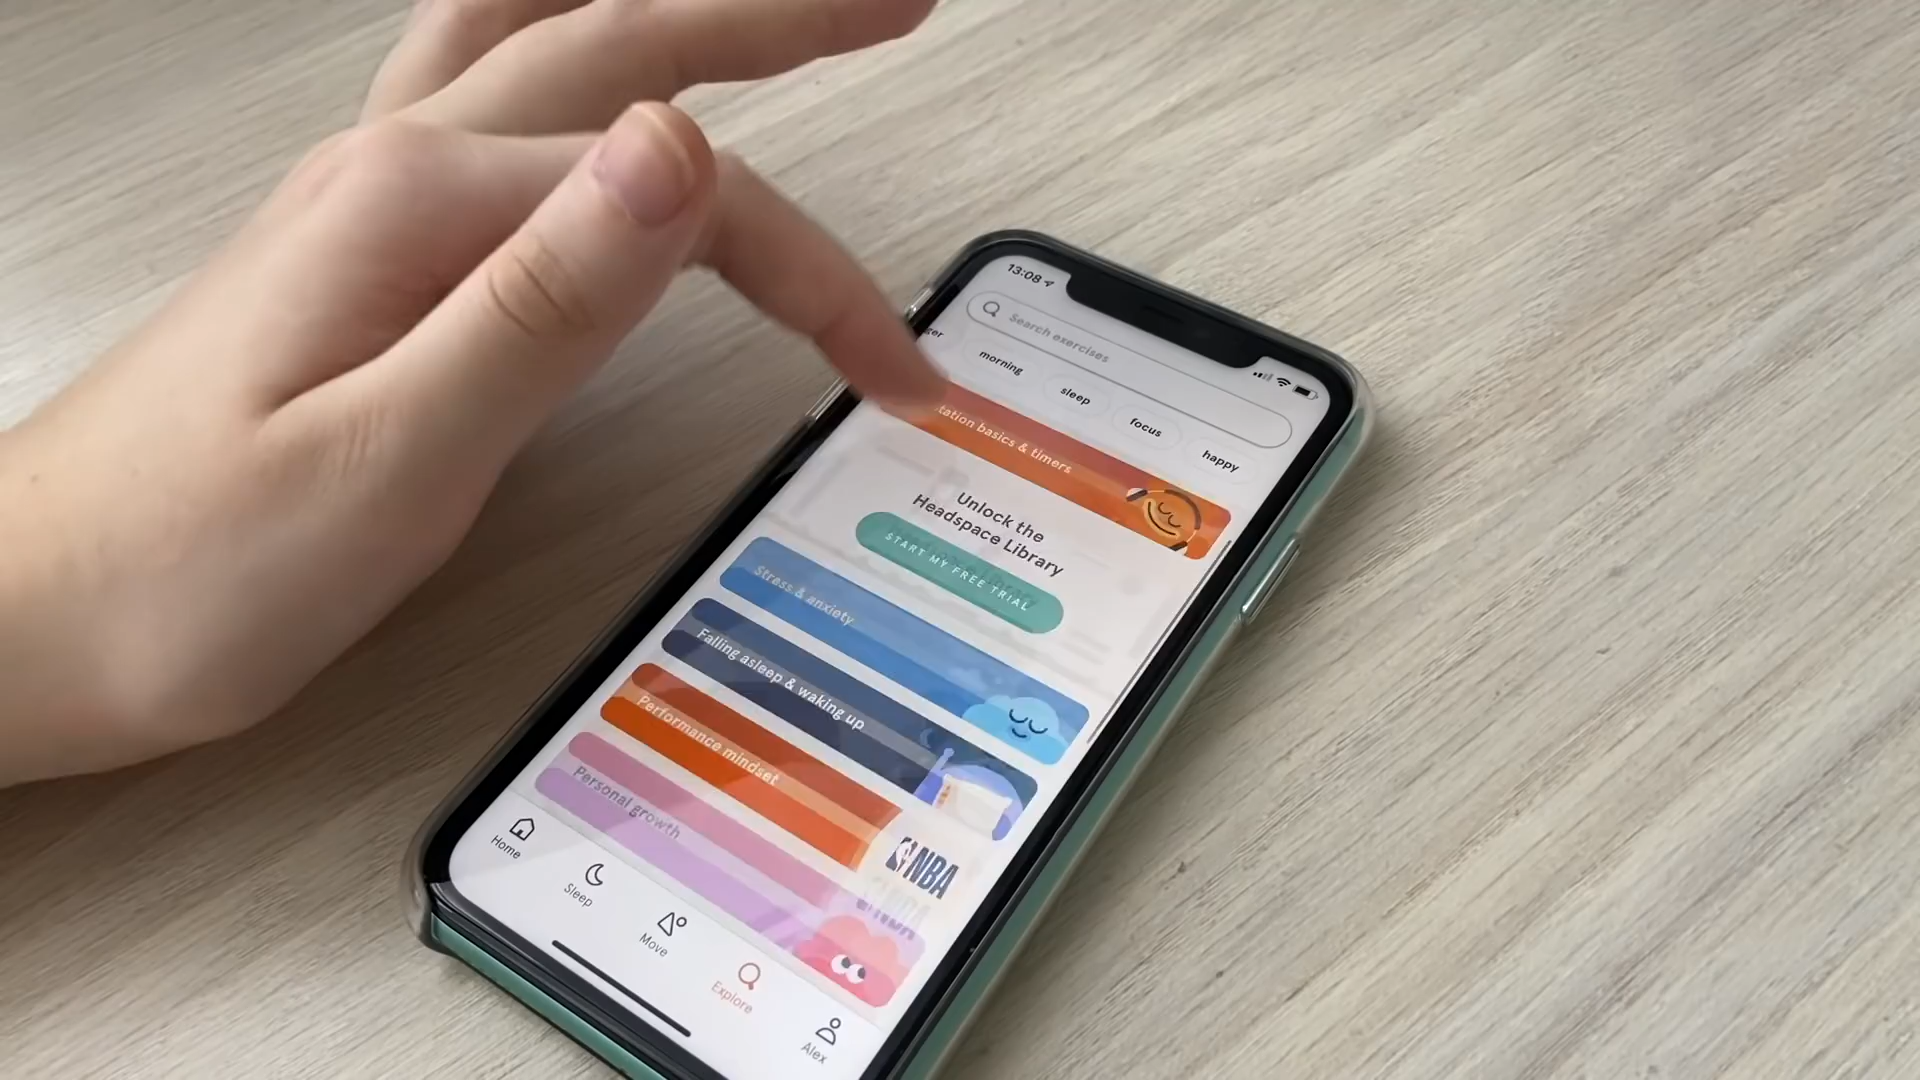 13:08
Search exercises
morning
sleep
focus
happy
tation basics & timers
Unlock the
Headspace Library
START MY FREE TRIAL
Stress & anxiety
Falling asleep & waking up
Performance mindset
NBA
Personal growth
Home
Sleep
Move
Explore
Alex